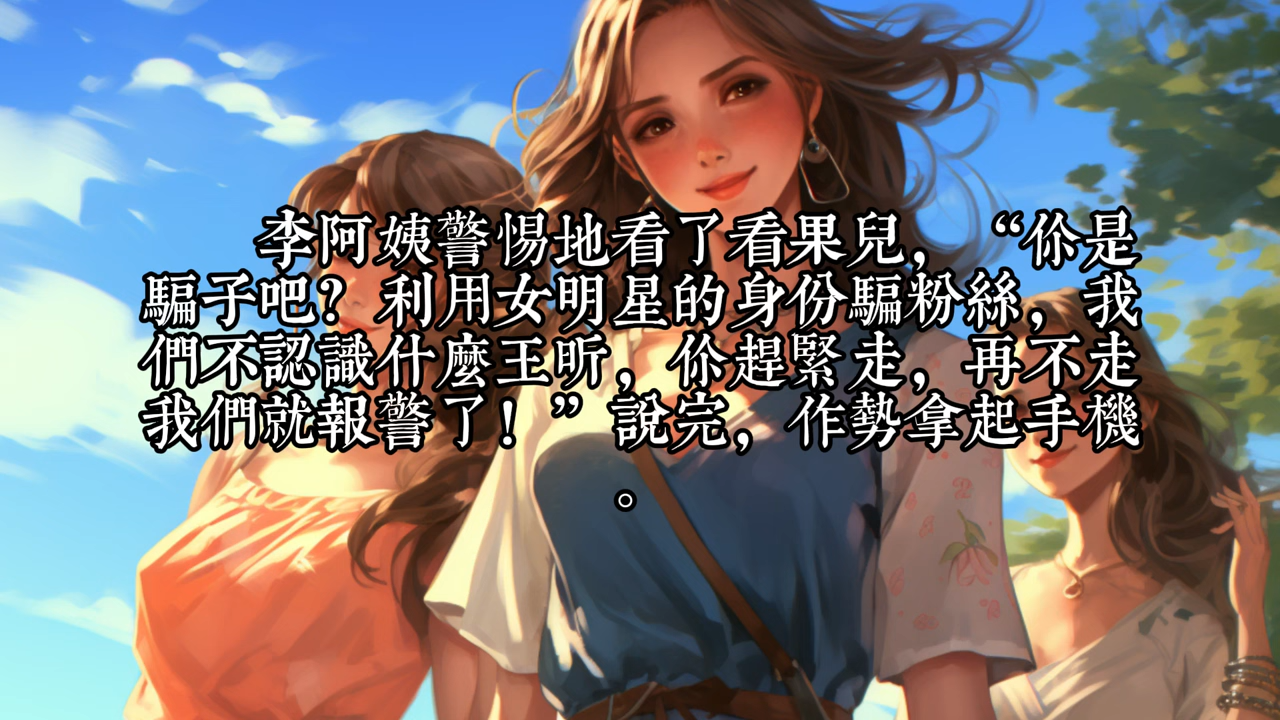 李阿姨警惕地看了看果兒，“你是
騙子吧？利用女明星的身份騙粉絲，我
們不認識什麼王昕，你趕緊走，再不走
我們就報警了！”說完，作勢拿起手機
。